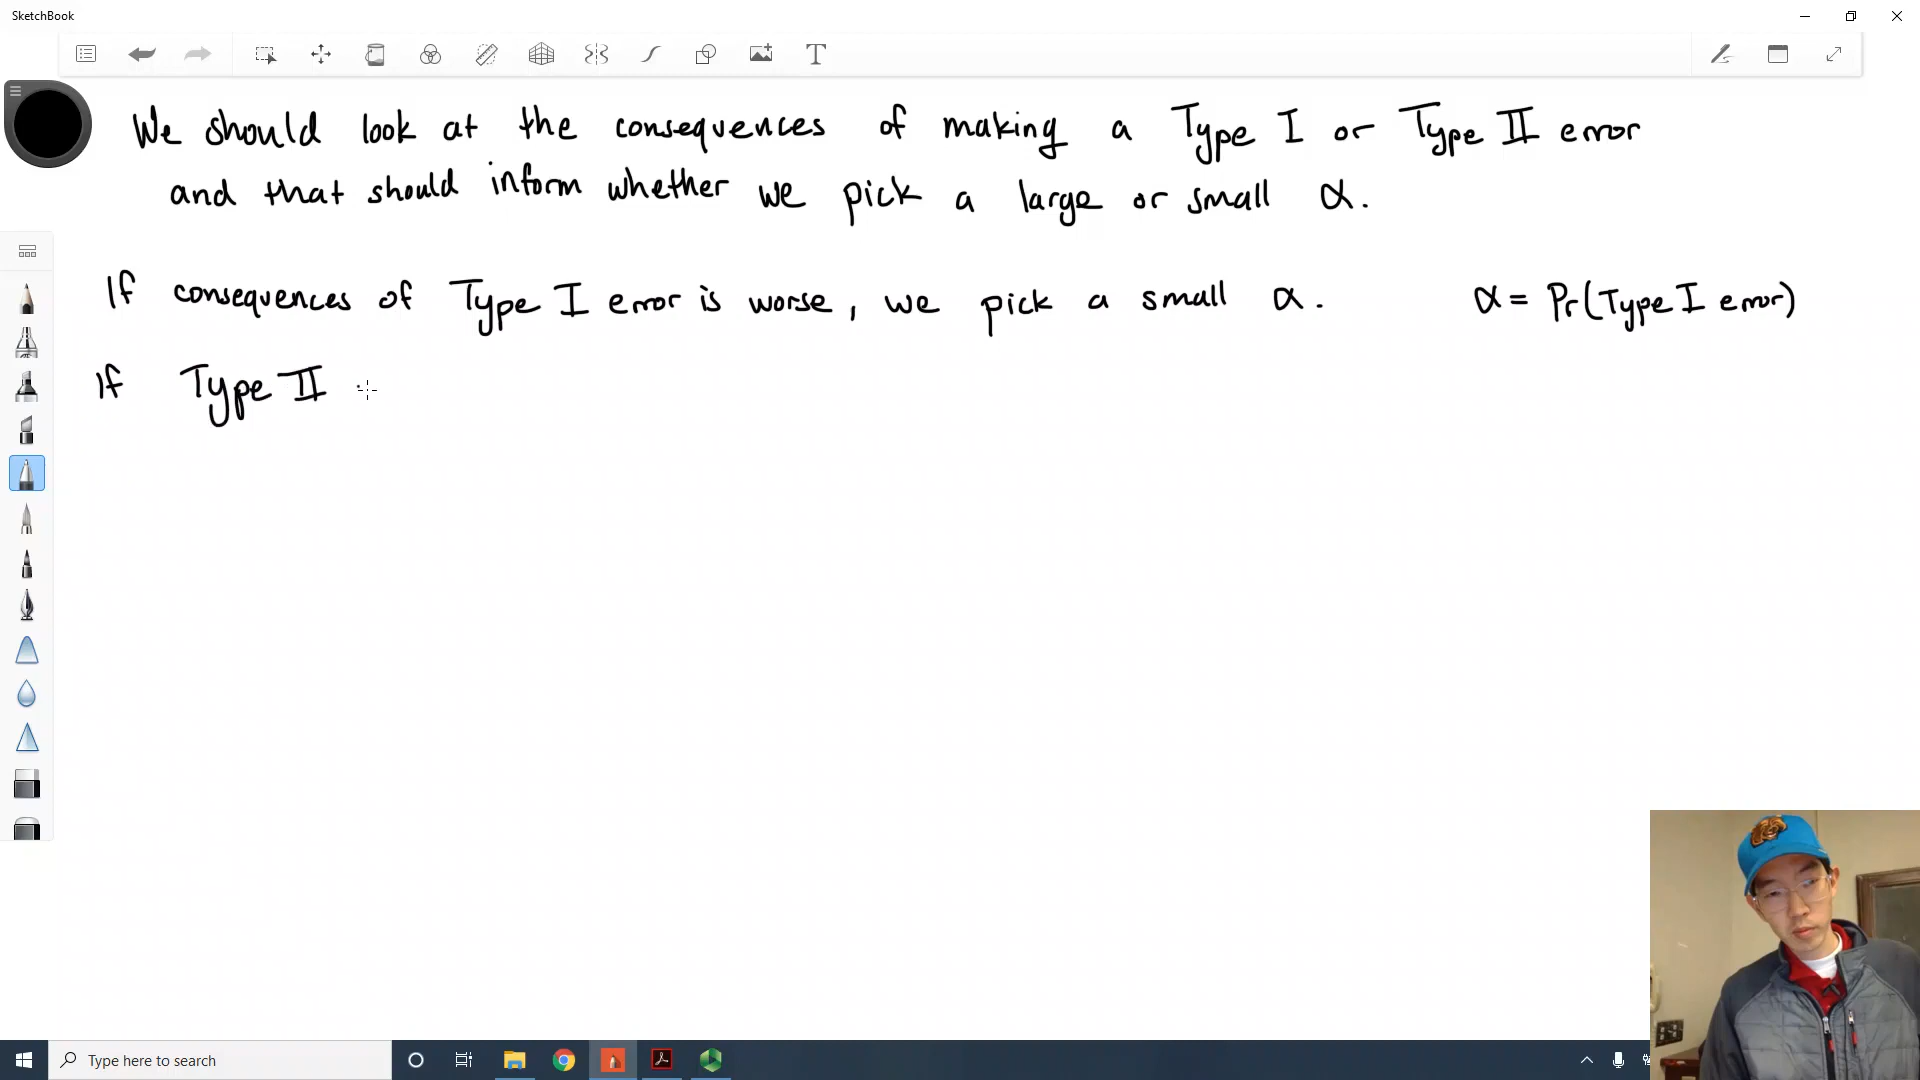 SketchBook
We should look at the consequences of making a Type I or Type II error
and that should inform whether we pick a large or small α.
If consequences of Type I error is worse, we pick a small α. α = Pr(Type I error)
If Type II
Type here to search